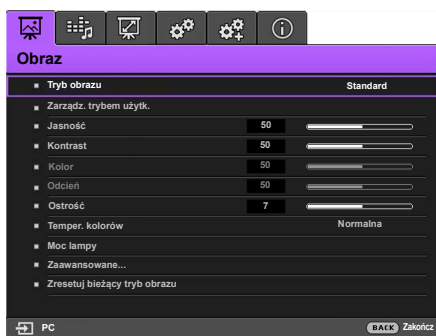 Obraz
Tryb obrazu Standard
Zarządz. trybem użytk.
Jasność 50
Kontrast 50
Kolor 50
Odcień 50
Ostrość 7
Temper. kolorów Normalna
Moc lampy
Zaawansowane...
Zresetuj bieżący tryb obrazu
PC BACK Zakończ